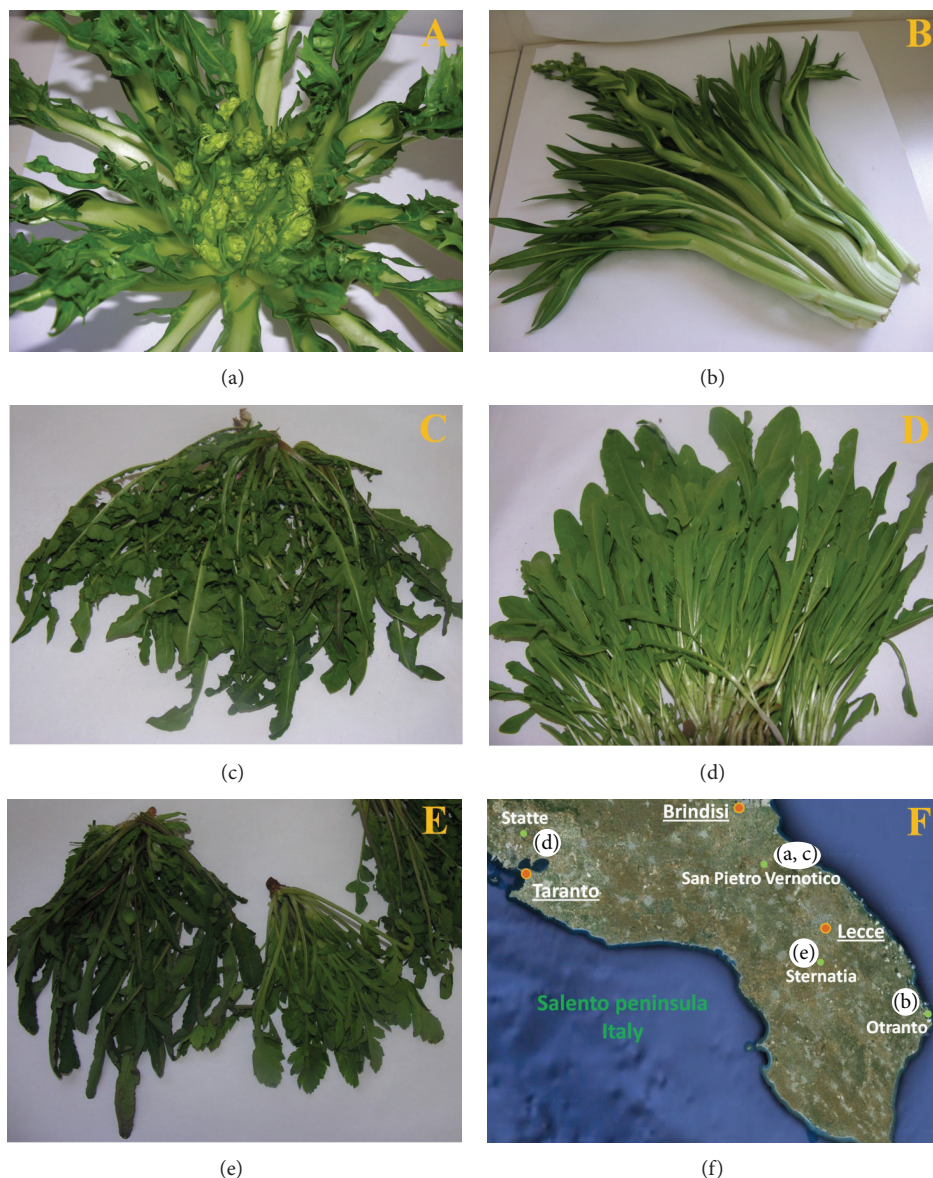 A
B
(a)
(b)
C
D
(c)
(d)
E
F
Brindisi
Statte
(d)
(a, c)
San Pietro Vernotico
Taranto
Lecce
(e)
Sternatia
(b)
Salento peninsula
Italy
Otranto
(e)
(f)